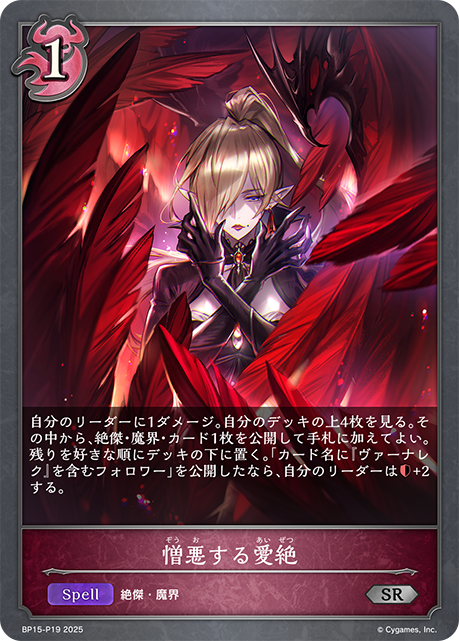 1
自分のリーダーに1ダメージ。自分のデッキの上4枚を見る。そ
の中から、絶傑・魔界・カード1枚を公開して手札に加えてよい。
残りを好きな順にデッキの下に置く。「カード名に『ヴァーナレ
ク』を含むフォロワー」を公開したなら、自分のリーダーは+2
する。
ぞう お あい ぜつ
憎悪する愛絶
Spell 絶傑・魔界 SR
BP15-P19 2025 © Cygames, Inc.